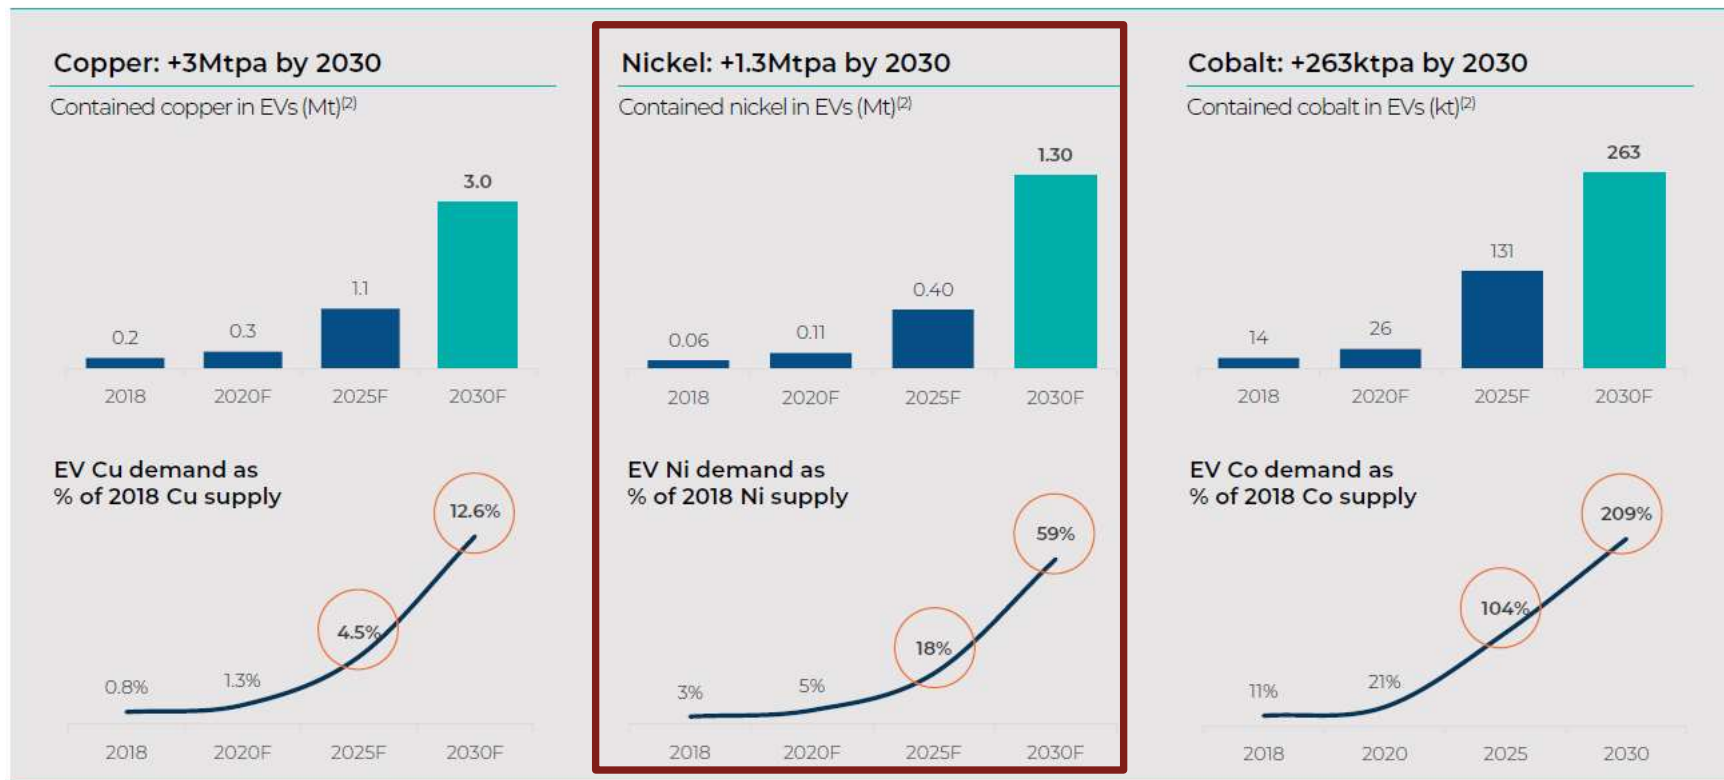 Copper: +3Mtpa by 2030
Contained copper in EVs (Mt)(2)
3.0
1.1
0.3
0.2
2018 2020F 2025F 2030F
EV Cu demand as
% of 2018 Cu supply
12.6%
4.5%
1.3%
0.8%
2018 2020F 2025F 2030F
Nickel: +1.3Mtpa by 2030
Contained nickel in EVs (Mt)(2)
1.30
0.40
0.11
0.06
2018 2020F 2025F 2030F
EV Ni demand as
% of 2018 Ni supply
59%
18%
5%
3%
2018 2020F 2025F 2030F
Cobalt: +263ktpa by 2030
Contained cobalt in EVs (kt)(2)
263
131
26
14
2018 2020F 2025F 2030F
EV Co demand as
% of 2018 Co supply
209%
104%
21%
11%
2018 2020 2025 2030